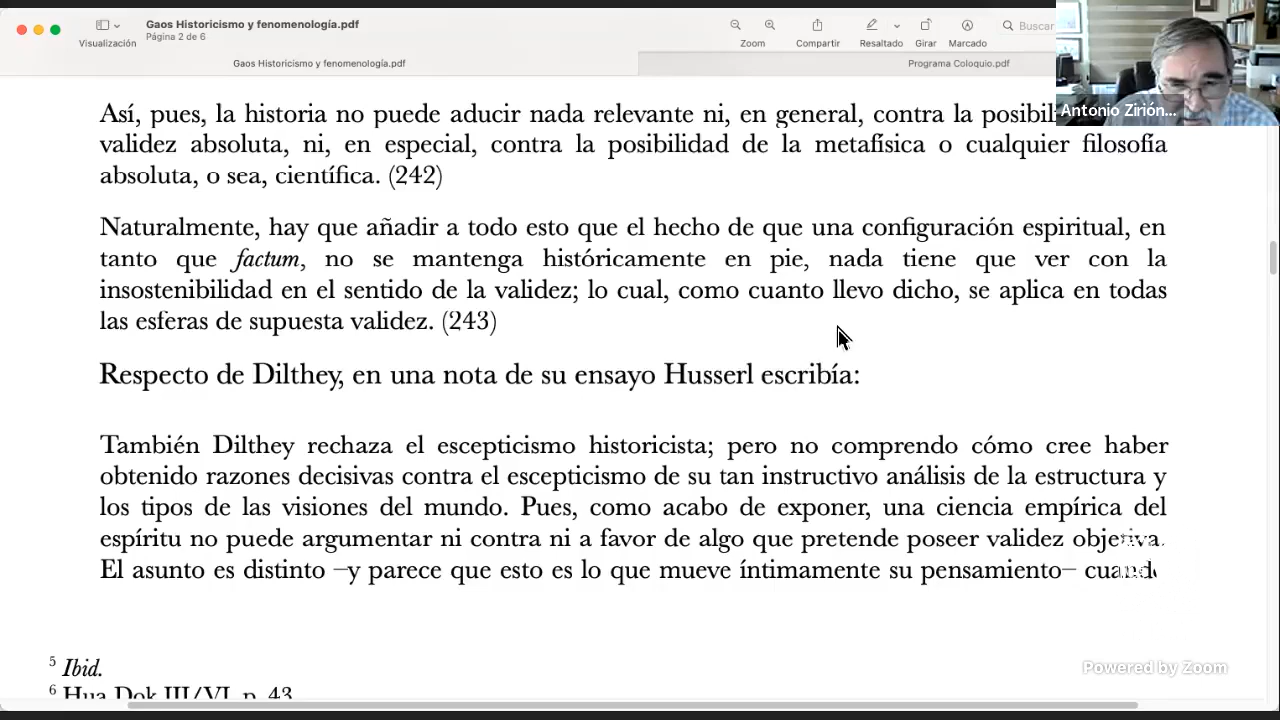 Gaos Historicismo y fenomenología.pdf
Página 2 de 6
Visualización
Zoom
Compartir
Resaltado
Girar
Marcado
Buscar
Gaos Historicismo y fenomenología.pdf
Programa Coloquio.pdf
Antonio Zirión...
Así, pues, la historia no puede aducir nada relevante ni, en general, contra la
validez absoluta, ni, en especial, contra la posibilidad de la metafísica o cualquier filosofía
absoluta, o sea, científica. (242)
Naturalmente, hay que añadir a todo esto que el hecho de que una configuración espiritual, en
tanto que factum, no se mantenga históricamente en pie, nada tiene que ver con la
insostenibilidad en el sentido de la validez; lo cual, como cuanto llevo dicho, se aplica en todas
las esferas de supuesta validez. (243)
Respecto de Dilthey, en una nota de su ensayo Husserl escribía:
También Dilthey rechaza el escepticismo historicista; pero no comprendo cómo cree haber
obtenido razones decisivas contra el escepticismo de su tan instructivo análisis de la estructura y
los tipos de las visiones del mundo. Pues, como acabo de exponer, una ciencia empírica del
espíritu no puede argumentar ni contra ni a favor de algo que pretende poseer validez objetiva.
El asunto es distinto –y parece que esto es lo que mueve íntimamente su pensamiento– cuando
5 Ibid.
6 Hua Dok III/VI, p. 43
Powered by Zoom